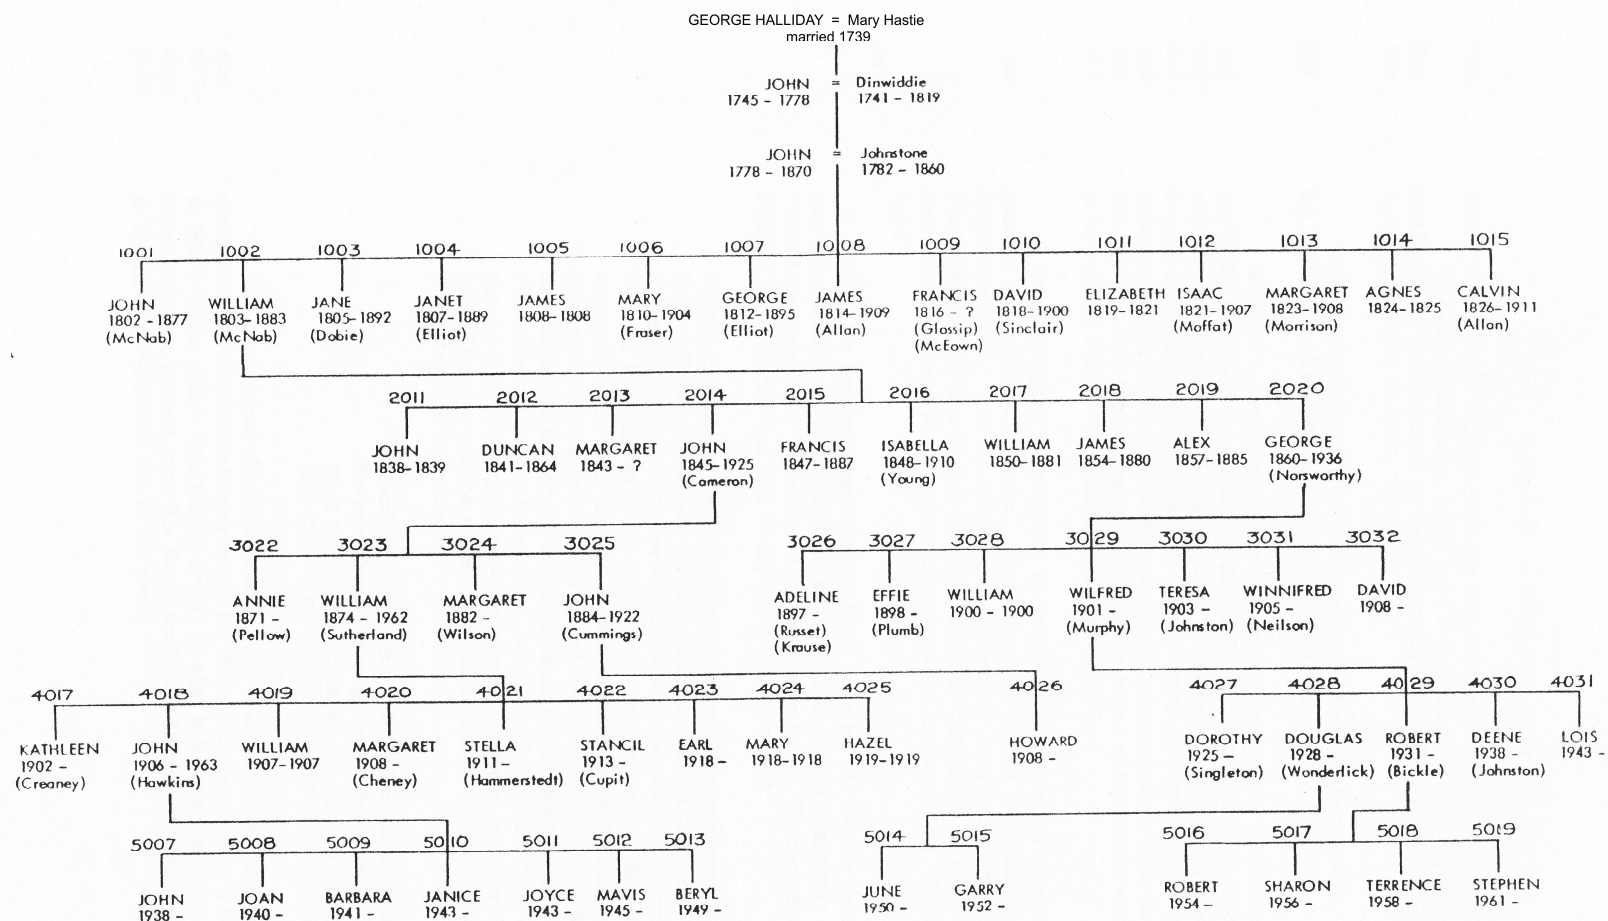 GEORGE HALLIDAY = Mary Hastie
married 1739
JOHN = Dinwiddie
1745 - 1778 1741 - 1819
JOHN = Johnstone
1778 - 1870 1782 - 1860
1001 1002 1003 1004 1005 1006 1007 1008 1009 1010 1011 1012 1013 1014 1015
JOHN WILLIAM JANE JANET JAMES MARY GEORGE JAMES FRANCIS DAVID ELIZABETH ISAAC MARGARET AGNES CALVIN
1802 - 1877 1803-1883 1805-1892 1807-1889 1808-1808 1810-1904 1812-1895 1814-1909 1816 - ? 1818-1900 1819-1821 1821-1907 1823-1908 1824-1825 1826-1911
(McNab) (McNab) (Dobie) (Elliot) (Fraser) (Elliot) (Allan) (Glossip) (Sinclair) (Moffat) (Morrison) (Allan)
(McEown)
2011 2012 2013 2014 2015 2016 2017 2018 2019 2020
JOHN DUNCAN MARGARET JOHN FRANCIS ISABELLA WILLIAM JAMES ALEX GEORGE
1838-1839 1841-1864 1843 - ? 1845-1925 1847-1887 1848-1910 1850-1881 1854-1880 1857-1885 1860-1936
(Cameron) (Young) (Norsworthy)
3022 3023 3024 3025 3026 3027 3028 3029 3030 3031 3032
ANNIE WILLIAM MARGARET JOHN ADELINE EFFIE WILLIAM WILFRED TERESA WINNIFRED DAVID
1871 - 1874 - 1962 1882 - 1884-1922 1897 - 1898 - 1900 - 1900 1901 - 1903 - 1905 - 1908 -
(Pellow) (Sutherland) (Wilson) (Cummings) (Russet) (Plumb) (Murphy) (Johnston) (Neilson)
(Krause)
4017 4018 4019 4020 4021 4022 4023 4024 4025 4026 4027 4028 4029 4030 4031
KATHLEEN JOHN WILLIAM MARGARET STELLA STANCIL EARL MARY HAZEL HOWARD DOROTHY DOUGLAS ROBERT DEENE LOIS
1902 - 1906 - 1963 1907-1907 1908 - 1911- 1913 - 1918 - 1918-1918 1919-1919 1908 - 1925 - 1928 - 1931 - 1938 - 1943 -
(Creaney) (Hawkins) (Cheney) (Hammerstedt) (Cupit) (Singleton) (Wonderlick) (Bickle) (Johnston)
5007 5008 5009 5010 5011 5012 5013 5014 5015 5016 5017 5018 5019
JOHN JOAN BARBARA JANICE JOYCE MAVIS BERYL JUNE GARRY ROBERT SHARON TERRENCE STEPHEN
1938 - 1940 - 1941 - 1943 - 1943 - 1945 - 1949 - 1950 - 1952 - 1954 - 1956 - 1958 - 1961 -